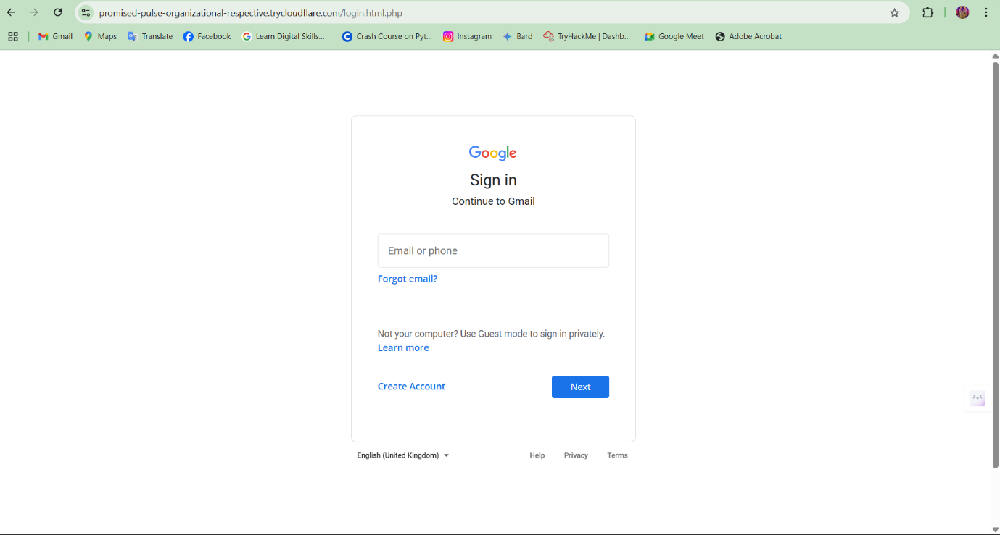 promised-pulse-organizational-respective.trycloudflare.com/login.html.php
Gmail Maps Translate Facebook Learn Digital Skills... Crash Course on Pyt... Instagram Bard TryHackMe | Dashb... Google Meet Adobe Acrobat
Google
Sign in
Continue to Gmail
Email or phone
Forgot email?
Not your computer? Use Guest mode to sign in privately.
Learn more
Create Account Next
English (United Kingdom) Help Privacy Terms